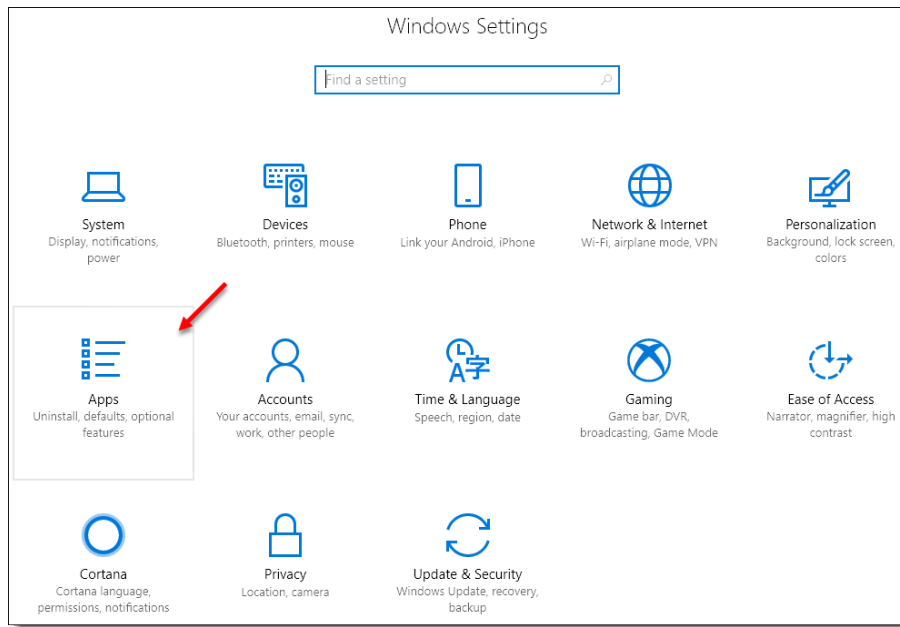 Windows Settings
Find a setting
System
Display, notifications,
power
Devices
Bluetooth, printers, mouse
Phone
Link your Android, iPhone
Network & Internet
Wi-Fi, airplane mode, VPN
Personalization
Background, lock screen,
colors
Apps
Uninstall, defaults, optional
features
Accounts
Your accounts, email, sync,
work, other people
Time & Language
Speech, region, date
Gaming
Game bar, DVR,
broadcasting, Game Mode
Ease of Access
Narrator, magnifier, high
contrast
Cortana
Cortana language,
permissions, notifications
Privacy
Location, camera
Update & Security
Windows Update, recovery,
backup